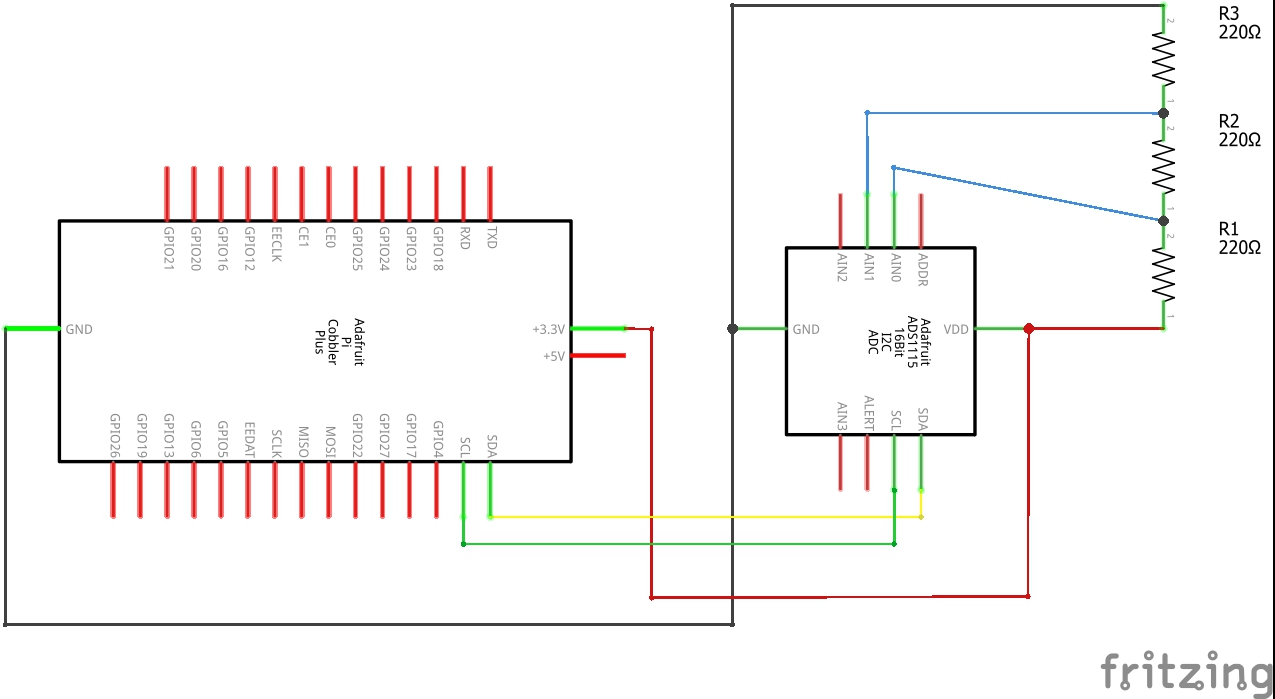 R3
220Ω
2
1
R2
220Ω
2
1
R1
220Ω
2
1
GPIO21
GPIO20
GPIO16
GPIO12
EECLK
CE1
CE0
GPIO25
GPIO24
GPIO23
GPIO18
RXD
TXD
GND
Adafruit
Pi
Cobbler
Plus
+3.3V
+5V
GPIO26
GPIO19
GPIO13
GPIO6
GPIO5
EEDAT
SCLK
MISO
MOSI
GPIO22
GPIO27
GPIO17
GPIO4
SCL
SDA
AIN2
AIN1
AIN0
ADDR
GND
Adafruit
ADS1115
16Bit
I2C
ADC
VDD
AIN3
ALERT
SCL
SDA
fritzing